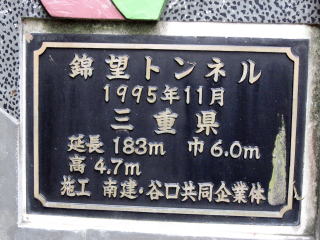 錦望トンネル
1995年11月
三重県
延長 183m 巾 6.0m
高 4.7m
施工 南建・谷口共同企業体